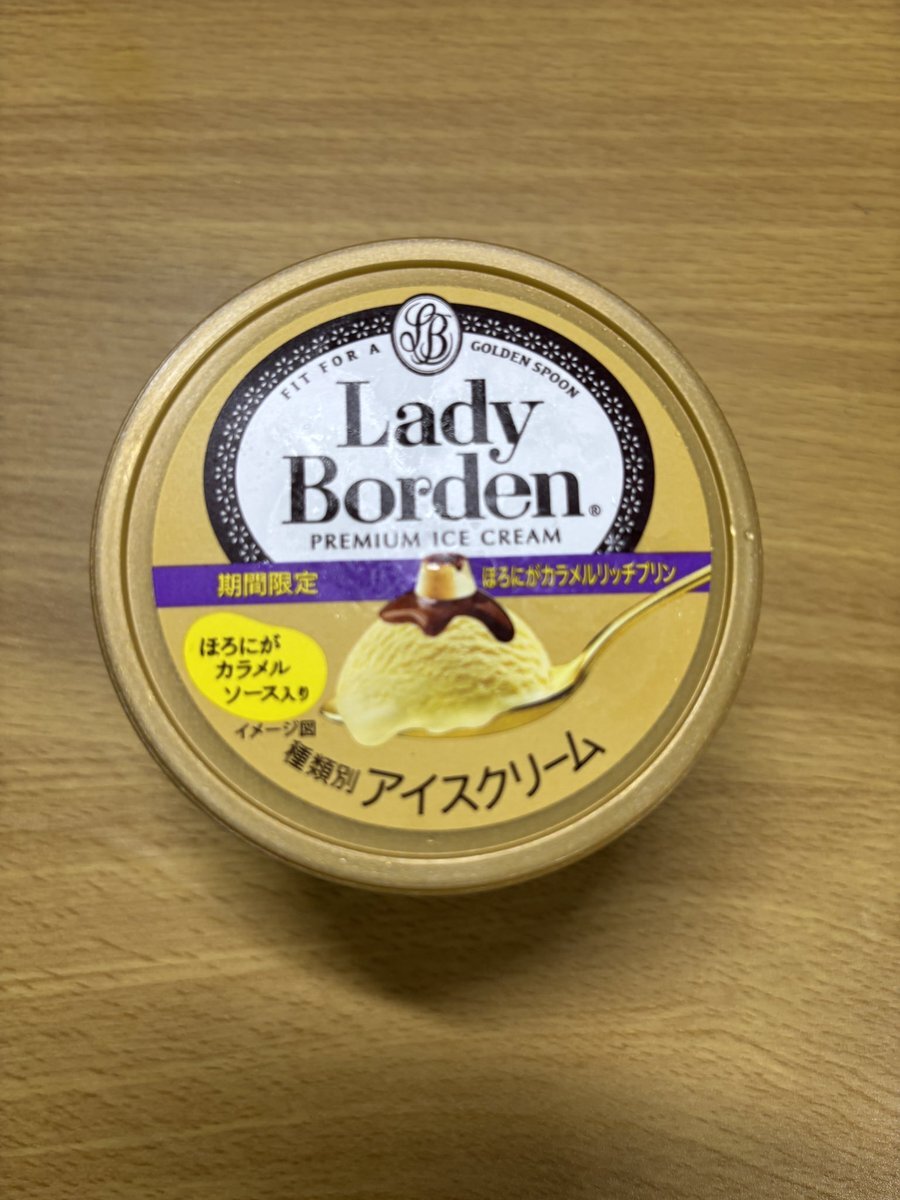 LB
FIT FOR A GOLDEN SPOON
Lady
Borden®
PREMIUM ICE CREAM
期間限定
ほろにがカラメルリッチプリン
ほろにが
カラメル
ソース入り
イメージ図
種類別 アイスクリーム